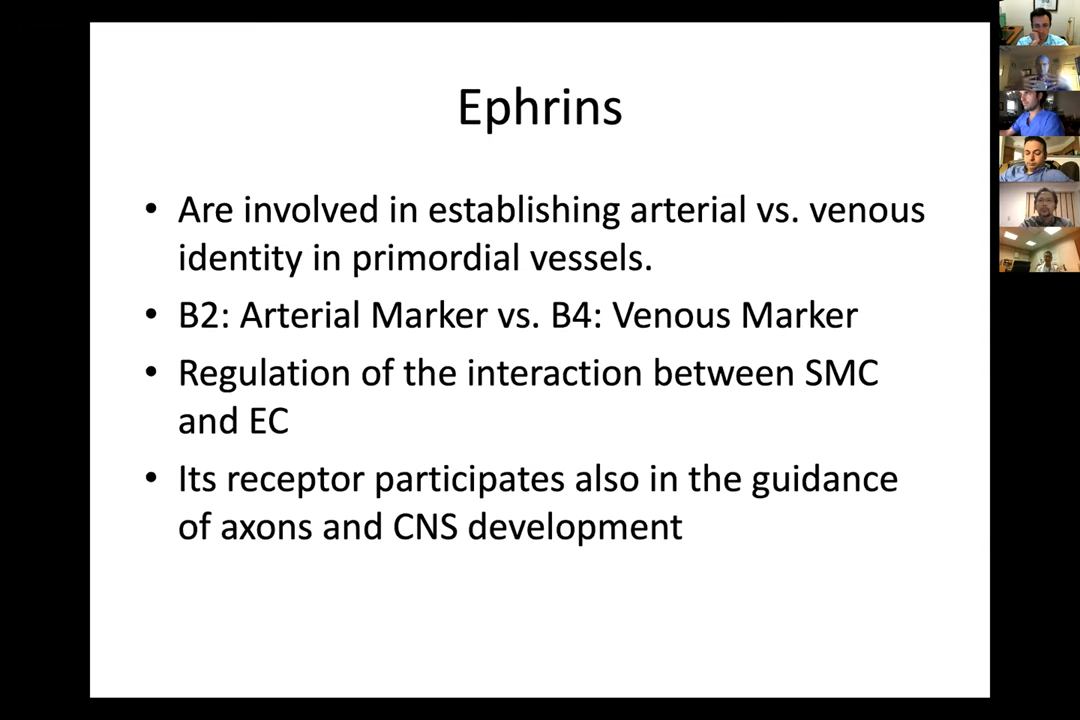 Ephrins
• Are involved in establishing arterial vs. venous
identity in primordial vessels.
• B2: Arterial Marker vs. B4: Venous Marker
• Regulation of the interaction between SMC
and EC
• Its receptor participates also in the guidance
of axons and CNS development